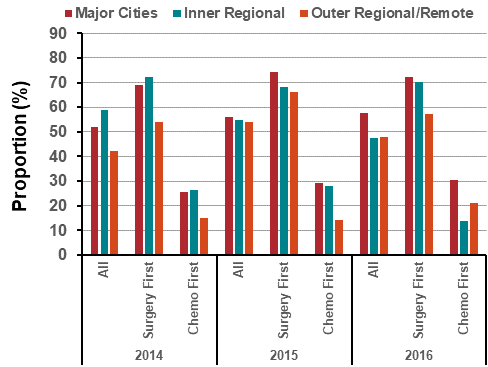 Major Cities Inner Regional Outer Regional/Remote
90
80
70
60
50
40
30
20
10
0
Proportion (%)
All Surgery First Chemo First All Surgery First Chemo First All Surgery First Chemo First
2014 2015 2016